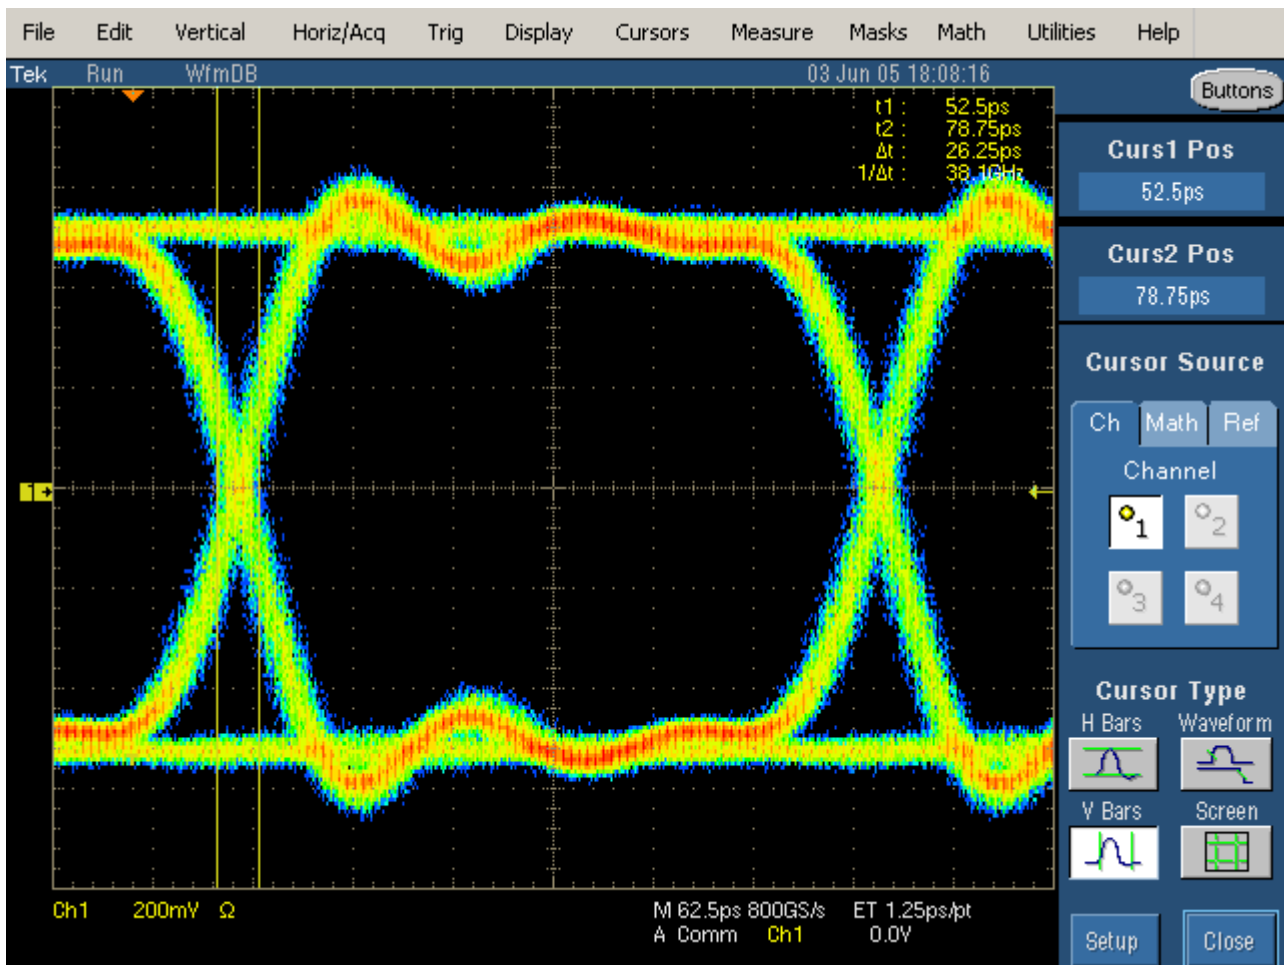 File Edit Vertical Horiz/Acq Trig Display Cursors Measure Masks Math Utilities Help
Tek Run WfmDB 03 Jun 05 18:08:16
Buttons
t1 : 52.5ps
t2 : 78.75ps
Δt : 26.25ps
1/Δt : 38.1GHz
Curs1 Pos
52.5ps
Curs2 Pos
78.75ps
Cursor Source
Ch Math Ref
Channel
1 2
3 4
1
Cursor Type
H Bars Waveform
V Bars Screen
Setup Close
Ch1 200mV Ω M 62.5ps 800GS/s ET 1.25ps/pt
A Comm Ch1 0.0V